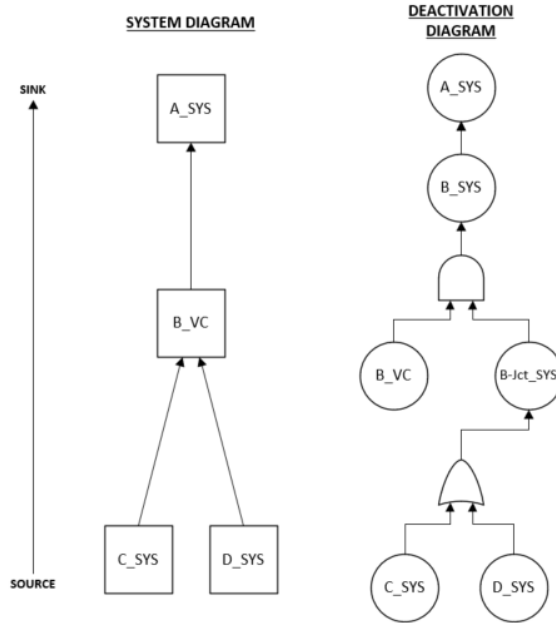 SYSTEM DIAGRAM
DEACTIVATION
DIAGRAM
SINK
A_SYS
A_SYS
B_SYS
B_VC
B_VC
B-Jct_SYS
C_SYS
D_SYS
C_SYS
D_SYS
SOURCE